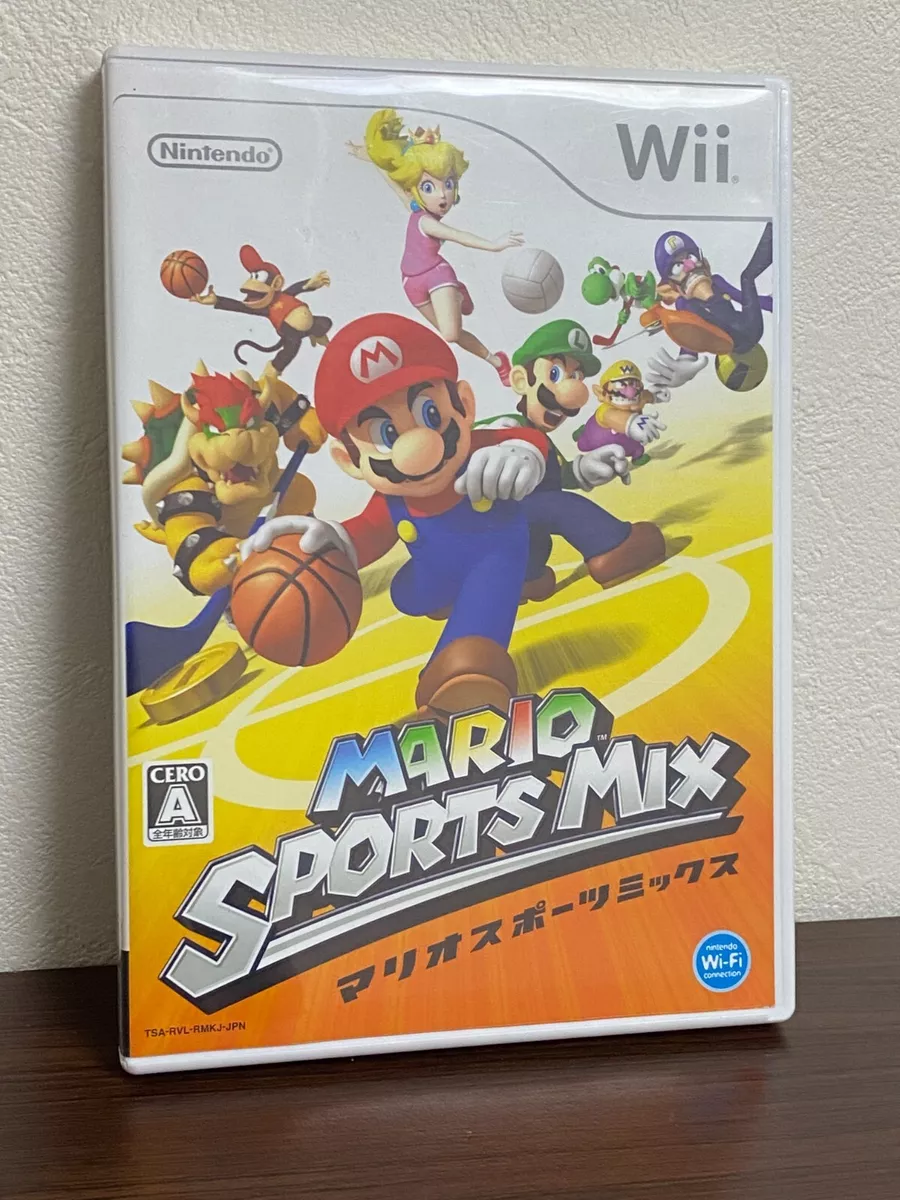 Nintendo®
Wii®
M
L
MARIO™
SPORTS MIX
マリオスポーツミックス
CERO
A
全年齢対象
nintendo
Wi-Fi
connection
TSA-RVL-RMKJ-JPN